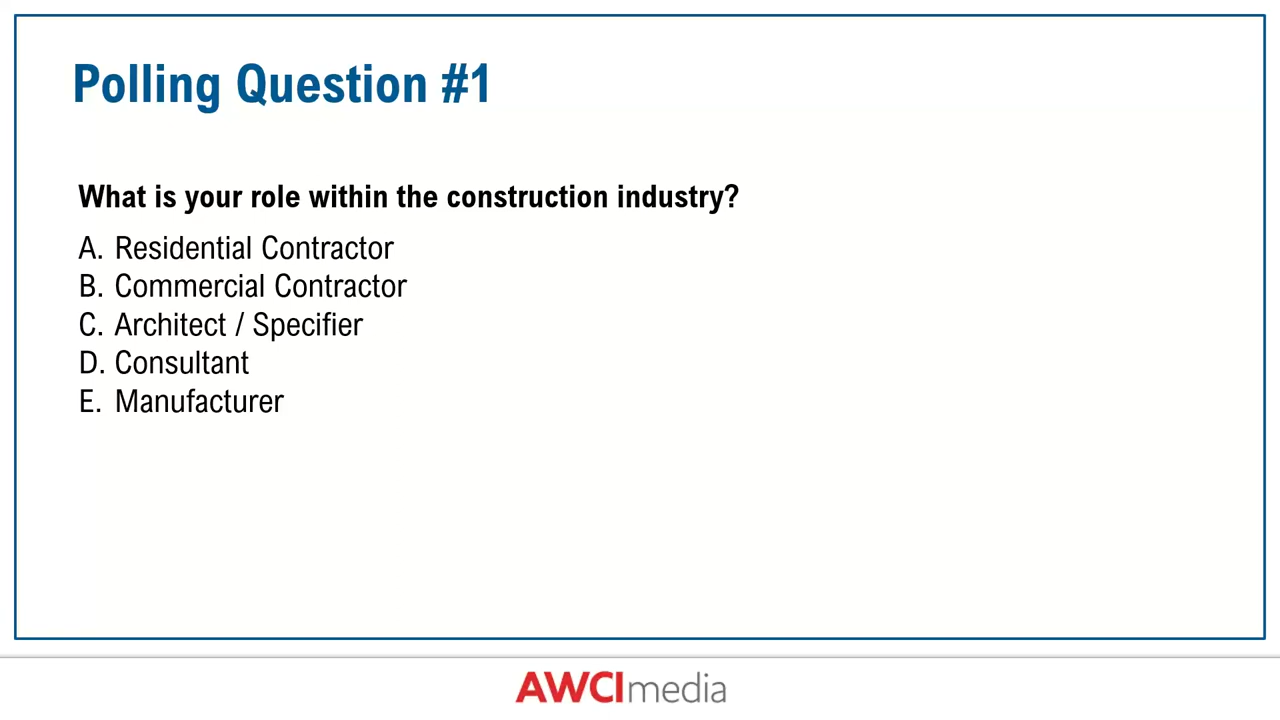 Polling Question #1
What is your role within the construction industry?
A. Residential Contractor
B. Commercial Contractor
C. Architect / Specifier
D. Consultant
E. Manufacturer
AWCImedia